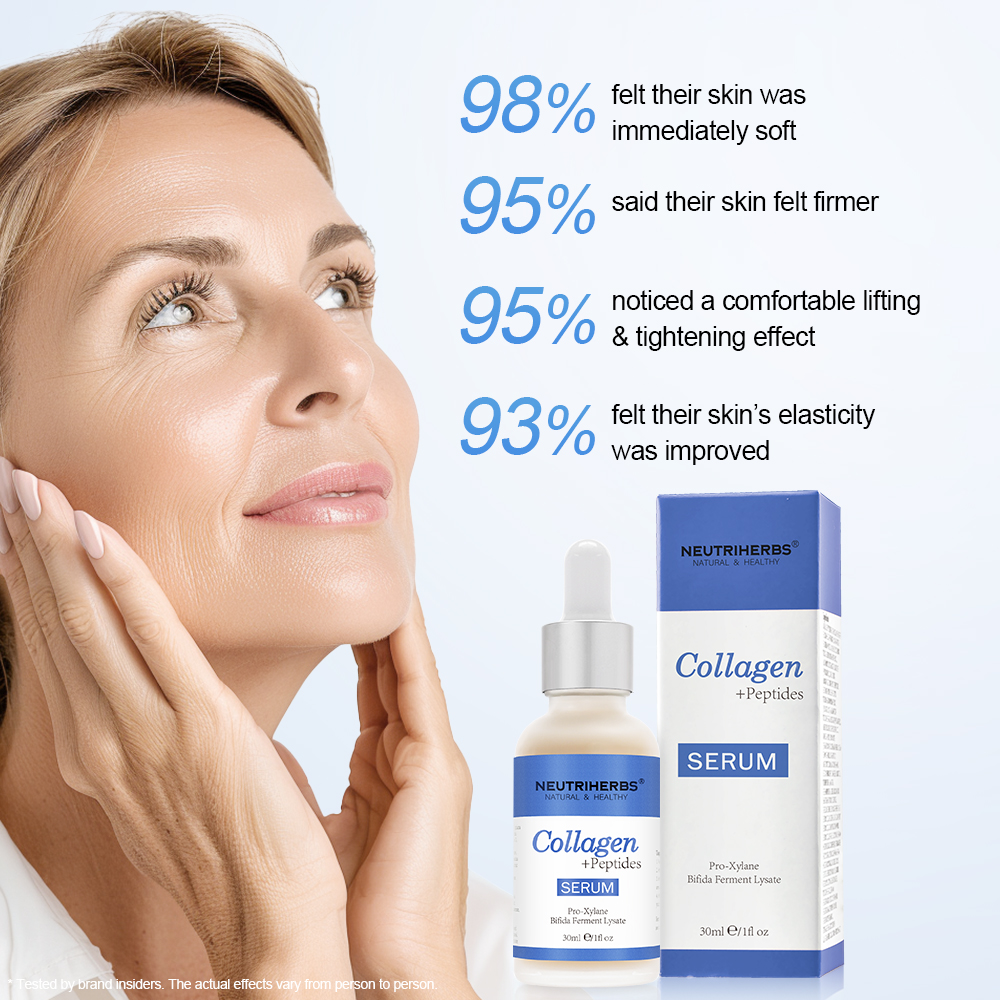 98% felt their skin was
immediately soft
95% said their skin felt firmer
95% noticed a comfortable lifting
& tightening effect
93% felt their skin’s elasticity
was improved
NEUTRIHERBS®
NATURAL & HEALTHY
Collagen
+Peptides
SERUM
Pro-Xylane
Bifida Ferment Lysate
30ml ℮/1fl oz
NEUTRIHERBS®
NATURAL & HEALTHY
Collagen
+Peptides
SERUM
Pro-Xylane
Bifida Ferment Lysate
30ml ℮/1fl oz
* Tested by brand insiders. The actual effects vary from person to person.